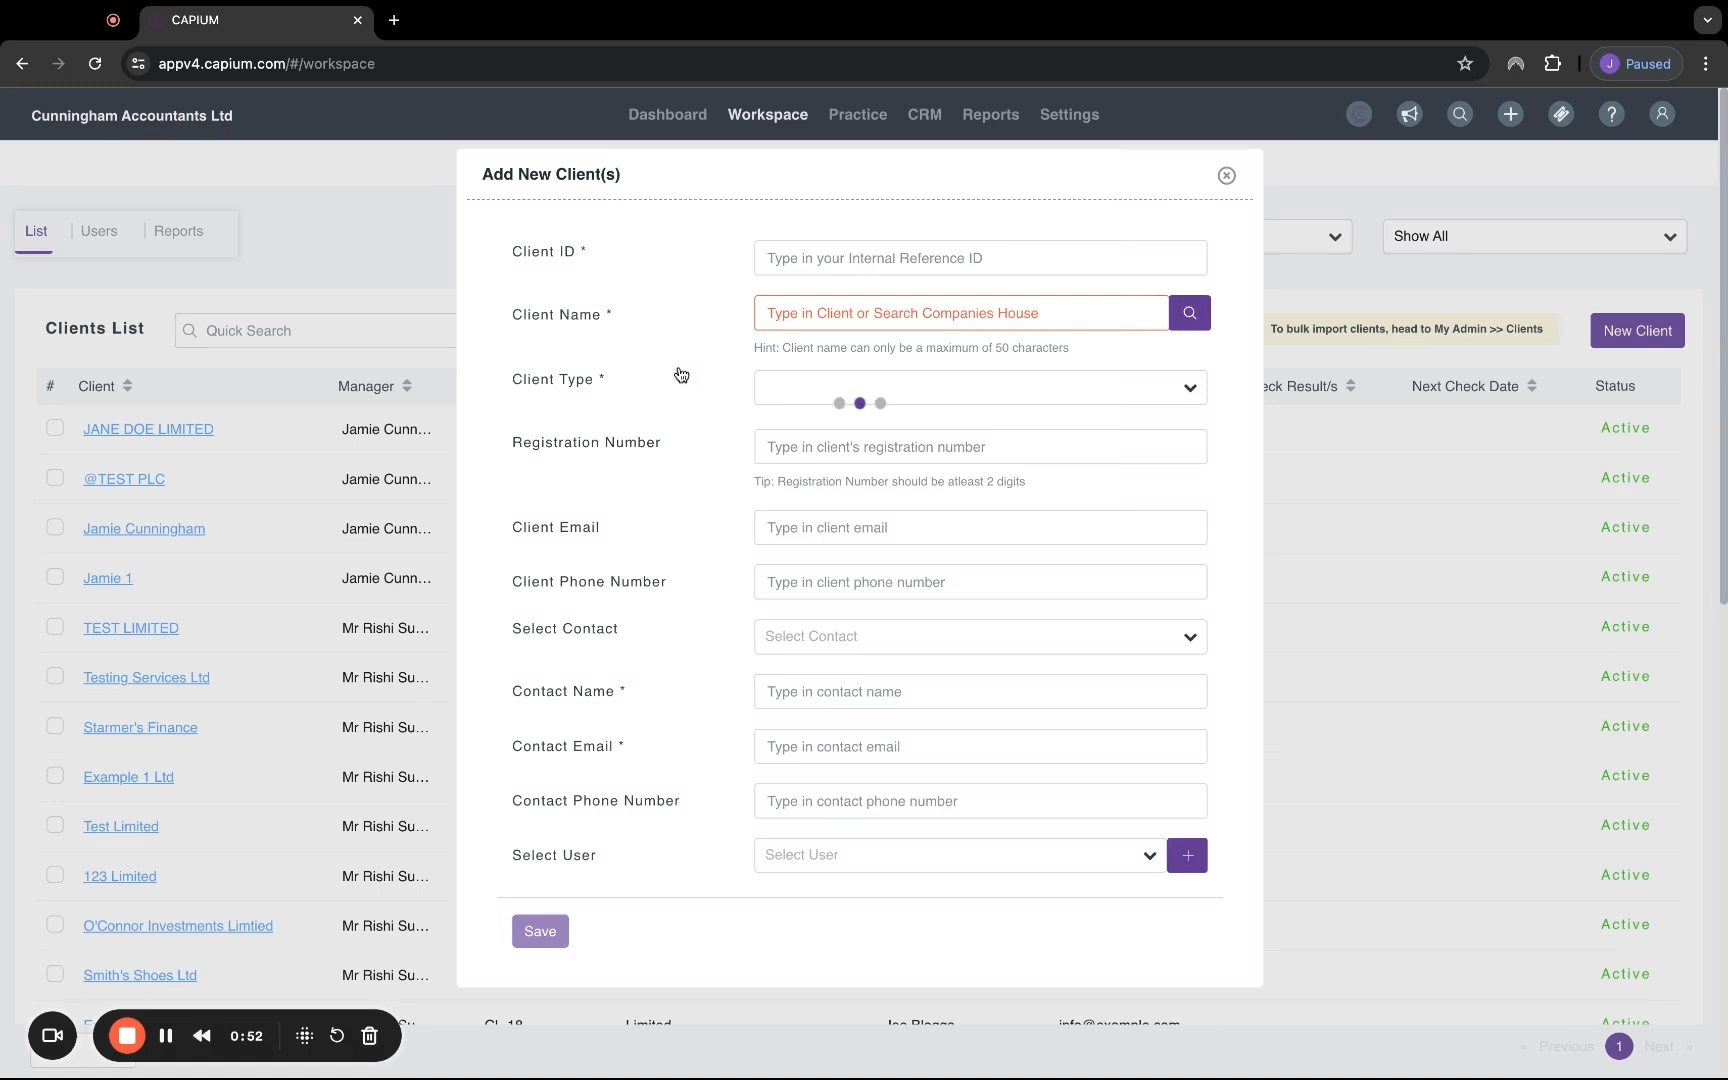 CAPIUM
appv4.capium.com/#/workspace
J Paused
Cunningham Accountants Ltd
Dashboard Workspace Practice CRM Reports Settings
Add New Client(s)
List Users Reports
Show All
Client ID *
Type in your Internal Reference ID
Clients List
Quick Search
Client Name *
Type in Client or Search Companies House
Hint: Client name can only be a maximum of 50 characters
To bulk import clients, head to My Admin >> Clients
New Client
Client Type *
# Client Manager
Result/s Next Check Date Status
JANE DOE LIMITED Jamie Cunn... Active
Registration Number
Type in client's registration number
Tip: Registration Number should be atleast 2 digits
@TEST PLC Jamie Cunn... Active
Client Email
Type in client email
Jamie Cunningham Jamie Cunn... Active
Client Phone Number
Type in client phone number
Jamie 1 Jamie Cunn... Active
Select Contact
Select Contact
TEST LIMITED Mr Rishi Su... Active
Contact Name *
Type in contact name
Testing Services Ltd Mr Rishi Su... Active
Contact Email *
Type in contact email
Starmer's Finance Mr Rishi Su... Active
Example 1 Ltd Mr Rishi Su... Active
Contact Phone Number
Type in contact phone number
Test Limited Mr Rishi Su... Active
Select User
Select User
123 Limited Mr Rishi Su... Active
Save
O'Connor Investments Limtied Mr Rishi Su... Active
Smith's Shoes Ltd Mr Rishi Su... Active
CL-18 Limited Joe Bloggs info@example.com Active
0:52
« Previous 1 Next »